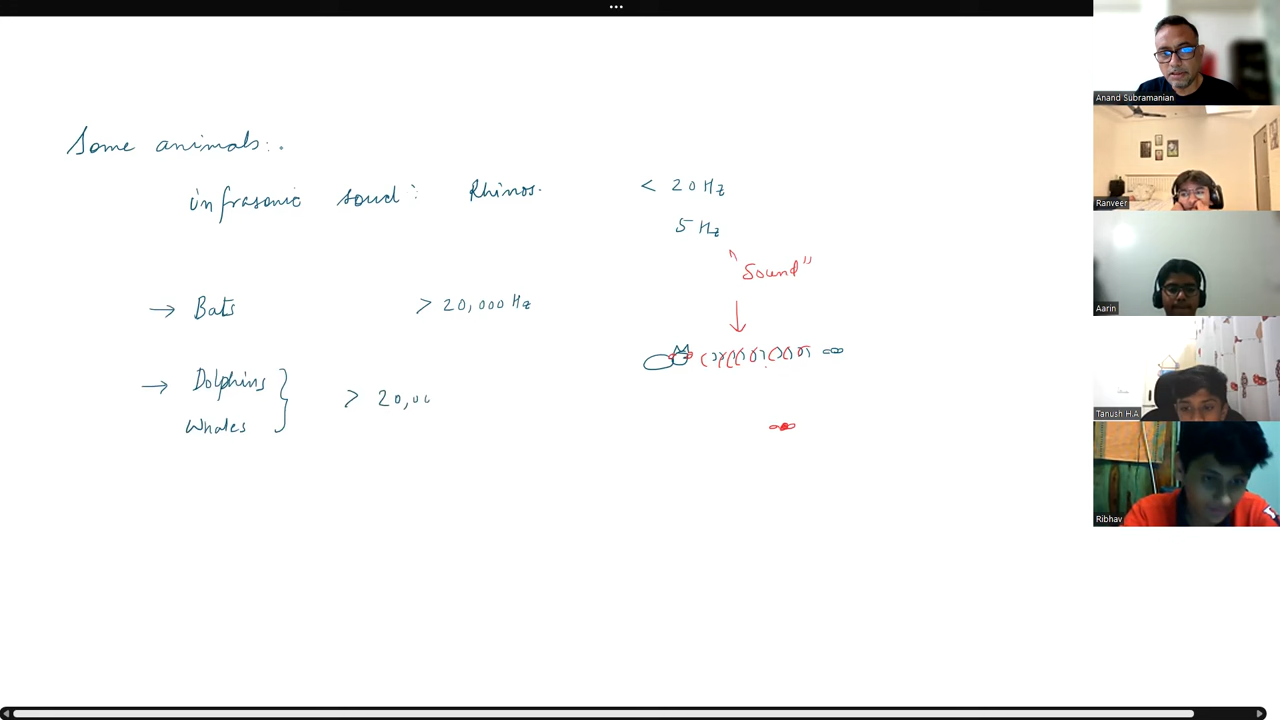 Some animals:.
infrasonic sound: Rhinos. < 20 Hz
5 Hz
"Sound"
→ Bats > 20,000 Hz
→ Dolphins
Whales
> 20,00
Anand Subramanian
Ranveer
Aarin
Tanush H.A
Ribhav